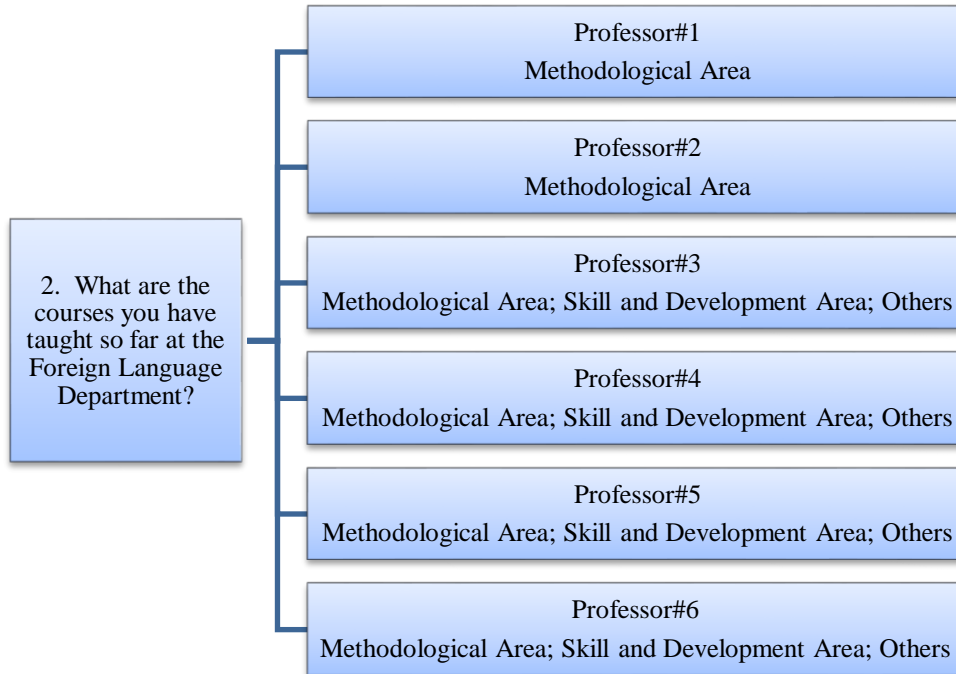 2. What are the
courses you have
taught so far at the
Foreign Language
Department?
Professor#1
Methodological Area
Professor#2
Methodological Area
Professor#3
Methodological Area; Skill and Development Area; Others
Professor#4
Methodological Area; Skill and Development Area; Others
Professor#5
Methodological Area; Skill and Development Area; Others
Professor#6
Methodological Area; Skill and Development Area; Others